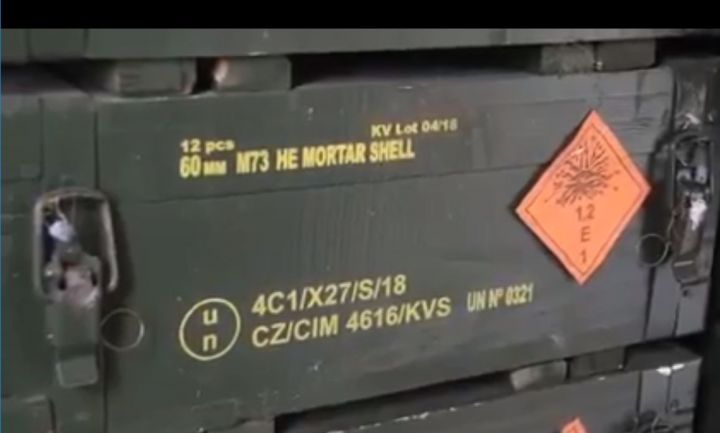 12 pcs
KV Lot 04/18
60 MM M73 HE MORTAR SHELL
1.2
E
1
un
4C1/X27/S/18
CZ/CIM 4616/KVS
UN Nº 0321